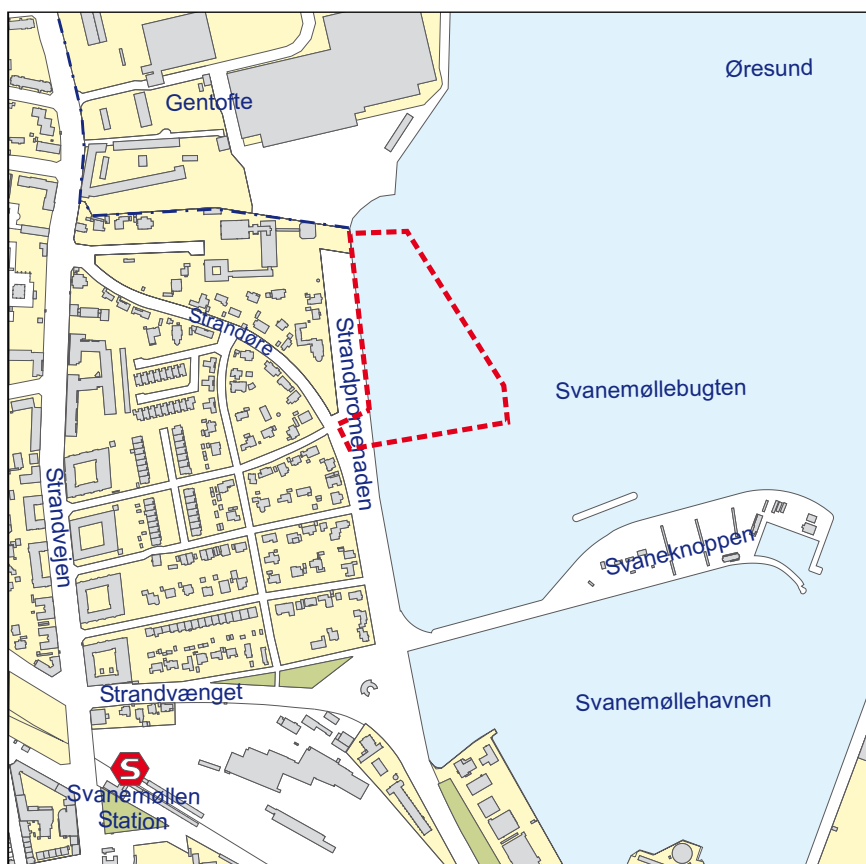 Øresund
Gentofte
Strandøre
Strandpromenaden
Svanemøllebugten
Strandvejen
Svaneknoppen
Strandvænget
Svanemøllehavnen
S
Svanemøllen
Station